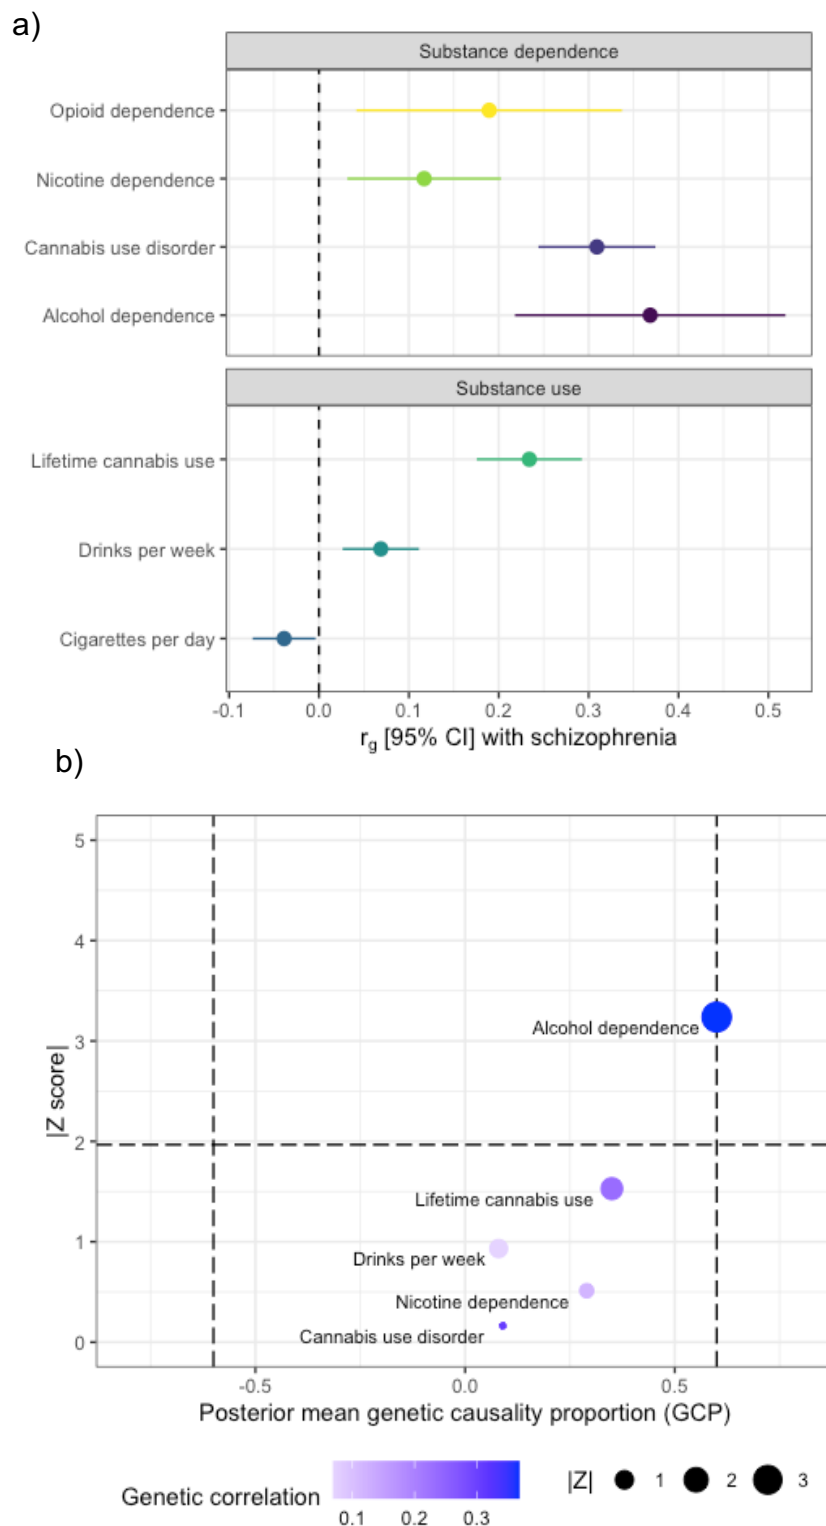 a)
Substance dependence
Opioid dependence
Nicotine dependence
Cannabis use disorder
Alcohol dependence
Substance use
Lifetime cannabis use
Drinks per week
Cigarettes per day
-0.1 0.0 0.1 0.2 0.3 0.4 0.5
rg [95% CI] with schizophrenia
b)
|Z score|
5
4
3
2
1
0
Alcohol dependence
Lifetime cannabis use
Drinks per week
Nicotine dependence
Cannabis use disorder
-0.5 0.0 0.5
Posterior mean genetic causality proportion (GCP)
Genetic correlation
0.1 0.2 0.3
|Z| 1 2 3